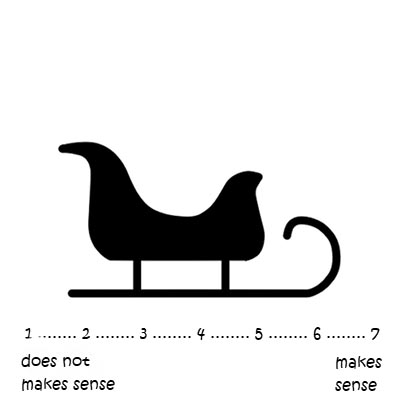 1 ........ 2 ........ 3 ........ 4 ........ 5 ........ 6 ........ 7
does not makes
makes sense sense